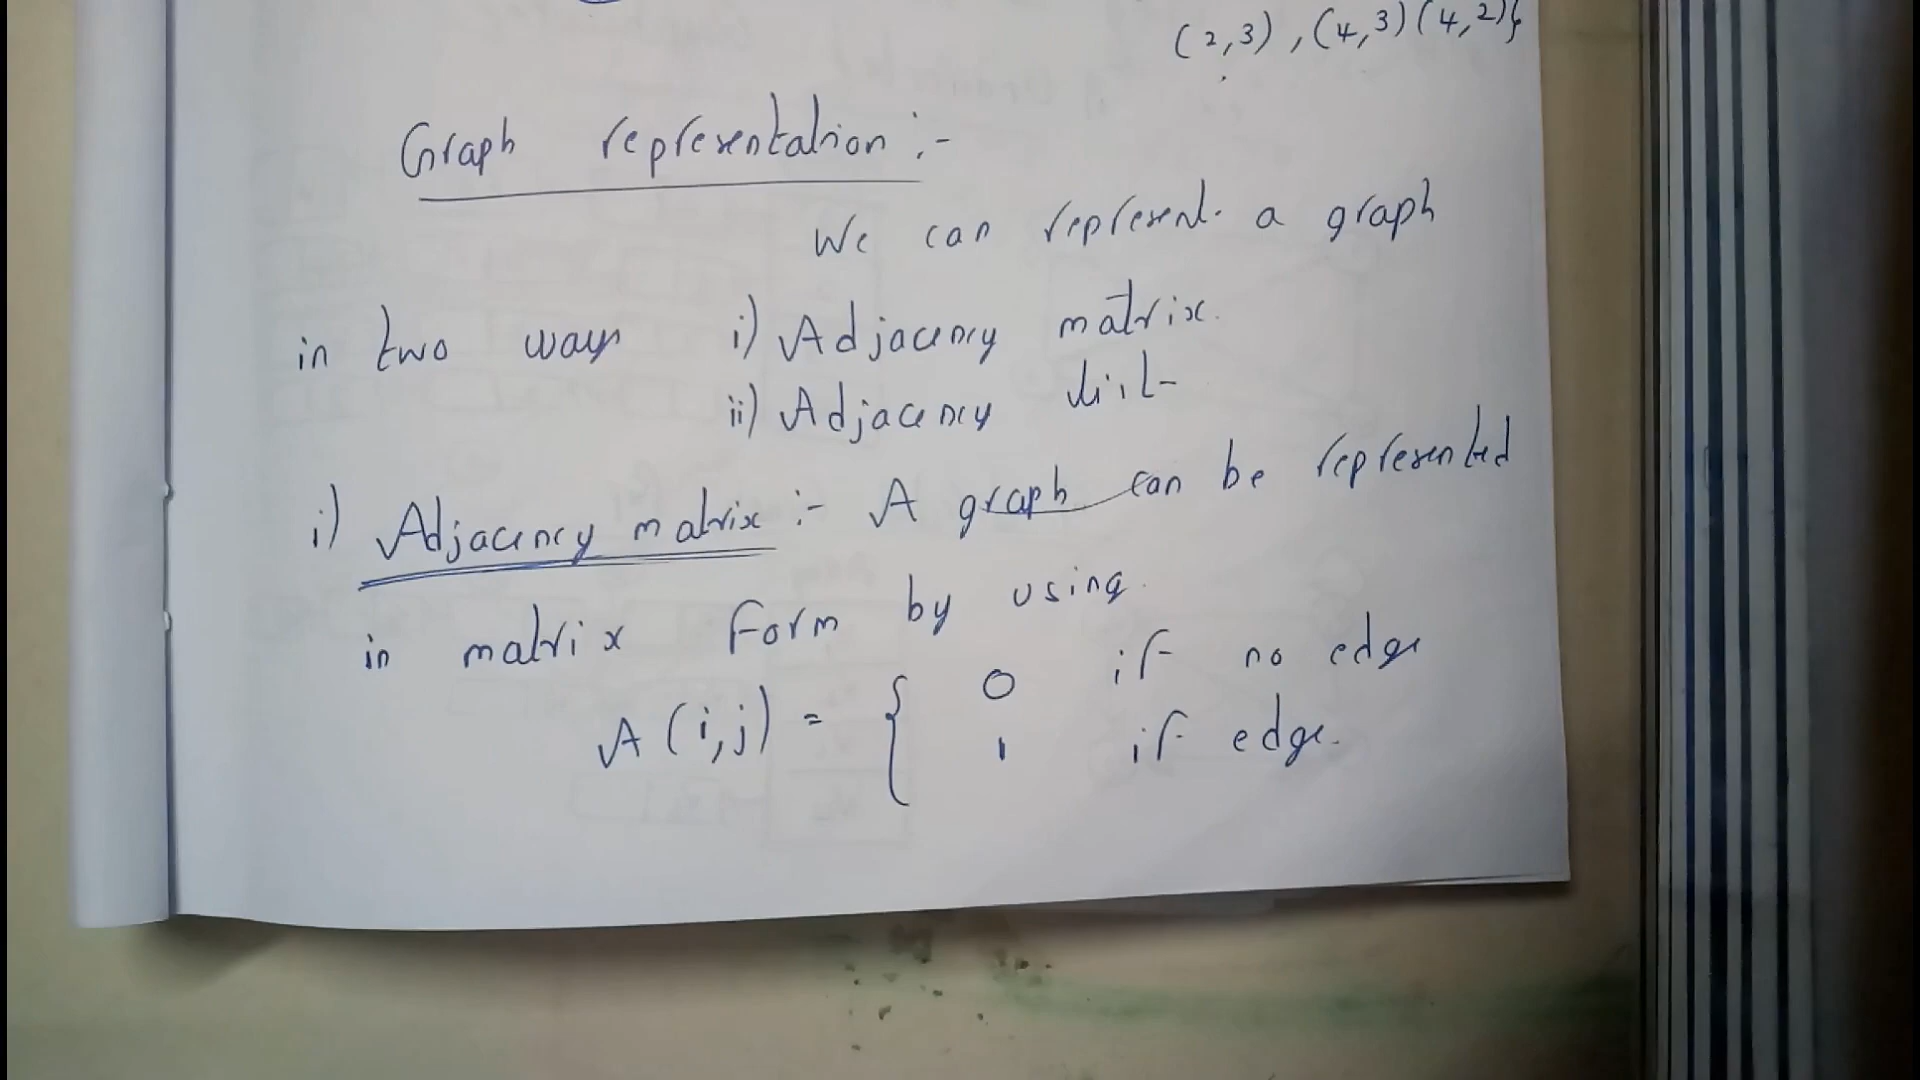 (2,3), (4,3) (4,2)}
Graph representation :-
We can represent a graph
in two ways i) Adjacency matrix.
ii) Adjacency list
i) Adjacency matrix :- A graph can be represented
in matrix form by using.
A(i,j) = { 0 if no edge
1 if edge.